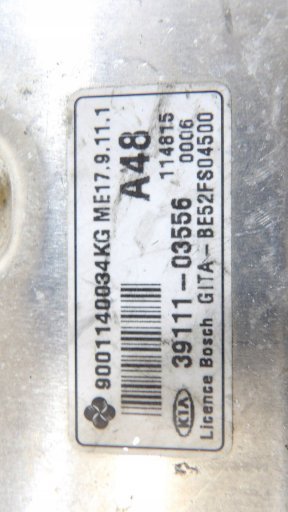 9001140034KG ME17.9.11.1
A48
114815
39111-03556 0006
KIA
Licence Bosch GITA-BE52FS04500